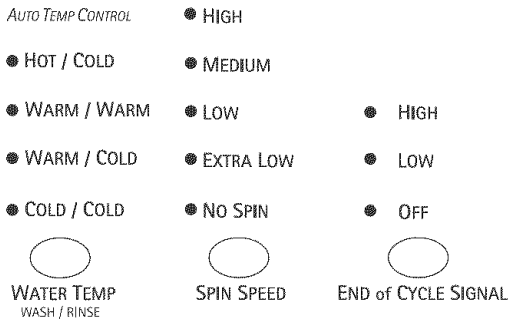 AUTO TEMP CONTROL
HOT / COLD
WARM / WARM
WARM / COLD
COLD / COLD
WATER TEMP
WASH / RINSE
HIGH
MEDIUM
LOW
EXTRA LOW
NO SPIN
SPIN SPEED
HIGH
LOW
OFF
END of CYCLE SIGNAL